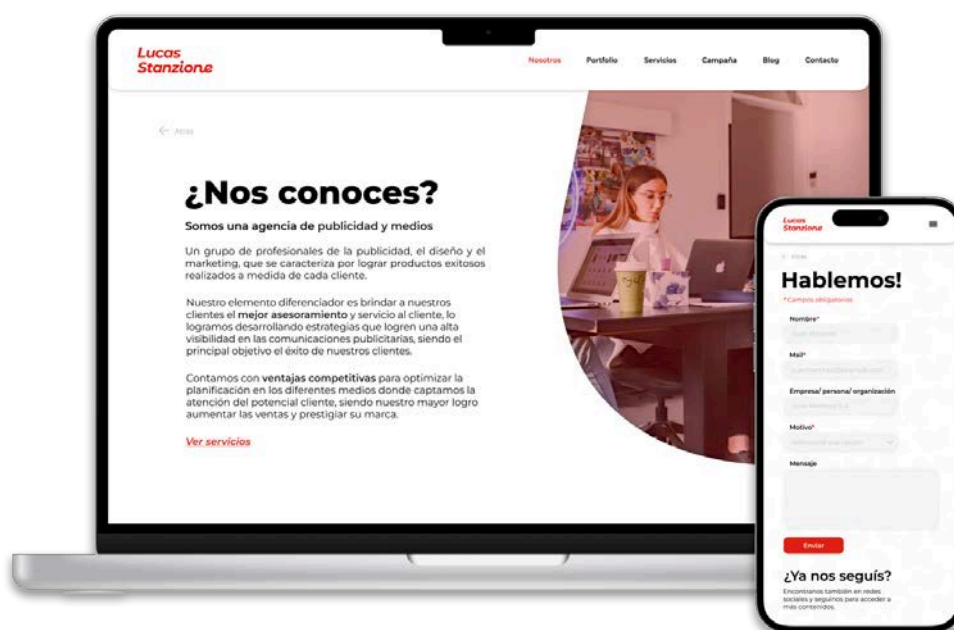 Lucas
Stanzione
Nosotros Portfolio Servicios Campaña Blog Contacto
Atrás
¿Nos conoces?
Somos una agencia de publicidad y medios
Un grupo de profesionales de la publicidad, el diseño y el
marketing, que se caracteriza por lograr productos exitosos
realizados a medida de cada cliente.
Nuestro elemento diferenciador es brindar a nuestros
clientes el mejor asesoramiento y servicio al cliente, lo
logramos desarrollando estrategias que logren una alta
visibilidad en las comunicaciones publicitarias, siendo el
principal objetivo el éxito de nuestros clientes.
Contamos con ventajas competitivas para optimizar la
planificación en los diferentes medios donde captamos la
atención del potencial cliente, siendo nuestro mayor logro
aumentar las ventas y prestigiar su marca.
Ver servicios
Lucas
Stanzione
Atrás
Hablemos!
*Campos obligatorios
Nombre*
Mail*
Empresa/ persona/ organización
Motivo*
Mensaje
Enviar
¿Ya nos seguís?
Encontranos también en redes
sociales y seguinos para acceder a
más contenidos.